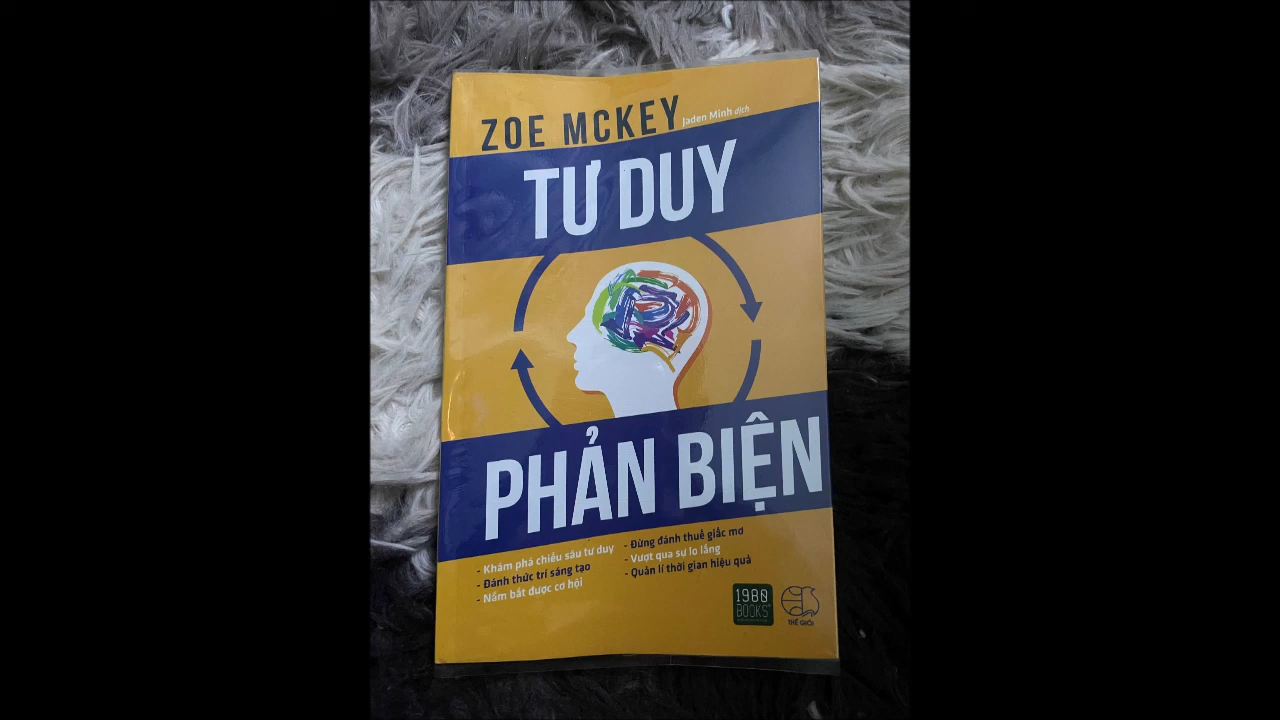 ZOE MCKEY
Jaden Minh dịch
TƯ DUY
PHẢN BIỆN
- Khám phá chiều sâu tư duy
- Đánh thức trí sáng tạo
- Nắm bắt được cơ hội
- Đừng đánh thuế giấc mơ
- Vượt qua sự lo lắng
- Quản lí thời gian hiệu quả
1980
BOOKS
THẾ GIỚI